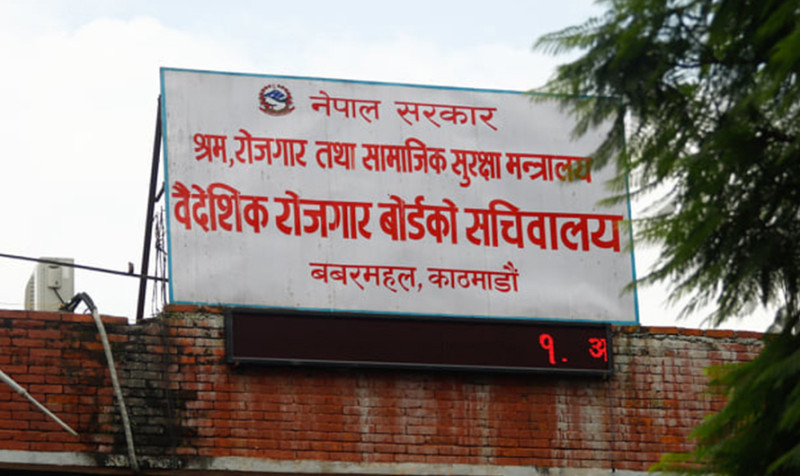 नेपाल सरकार
श्रम, रोजगार तथा सामाजिक सुरक्षा मन्त्रालय
वैदेशिक रोजगार बोर्डको सचिवालय
बबरमहल, काठमाडौं
१. अ